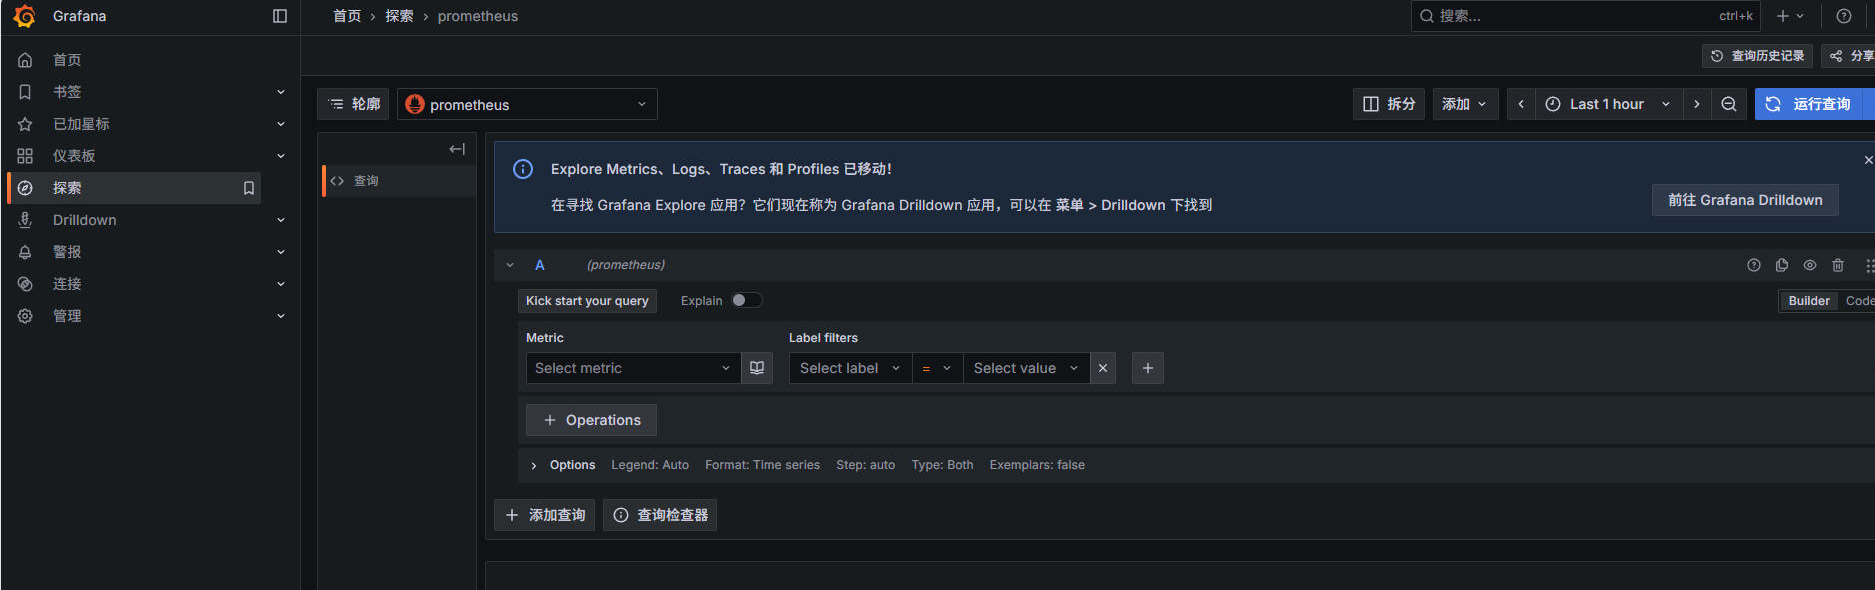 Grafana
首页 › 探索 › prometheus
搜索...
ctrl+k
首页
书签
已加星标
仪表板
探索
Drilldown
警报
连接
管理
查询历史记录
分享
轮廓
prometheus
拆分
添加
Last 1 hour
运行查询
查询
Explore Metrics、Logs、Traces 和 Profiles 已移动！
在寻找 Grafana Explore 应用？它们现在称为 Grafana Drilldown 应用，可以在 菜单 > Drilldown 下找到
前往 Grafana Drilldown
A
(prometheus)
Kick start your query
Explain
Builder
Code
Metric
Label filters
Select metric
Select label
=
Select value
+ Operations
Options
Legend: Auto
Format: Time series
Step: auto
Type: Both
Exemplars: false
+ 添加查询
查询检查器